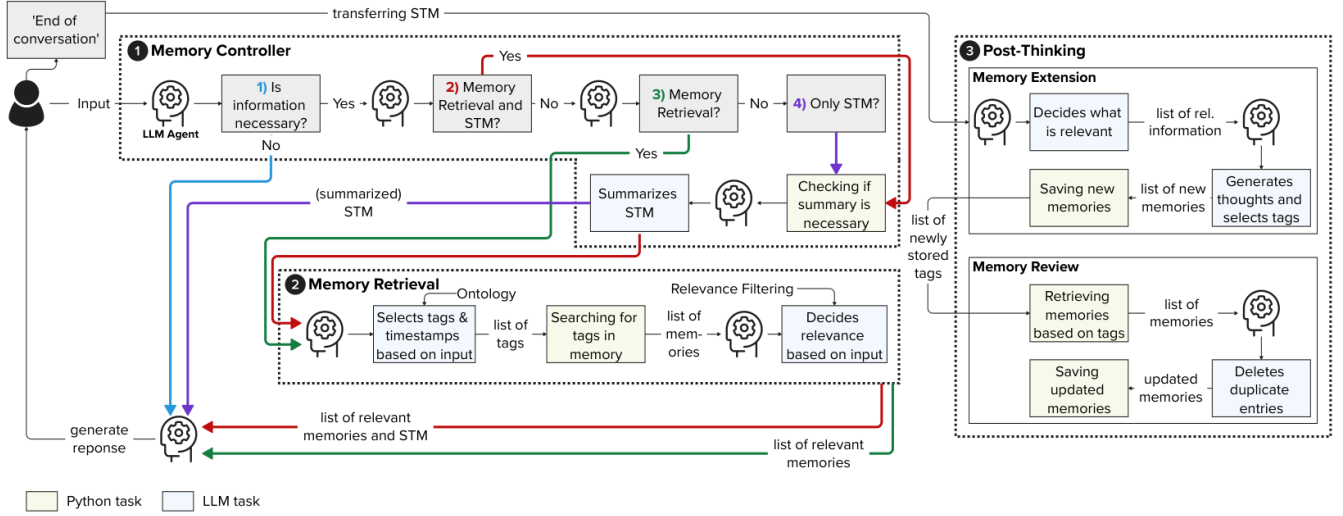 'End of
conversation'
transferring STM
1 Memory Controller
Yes
3 Post-Thinking
Memory Extension
Input
LLM Agent
1) Is
information
necessary?
Yes
No
2) Memory
Retrieval and
STM?
No
3) Memory
Retrieval?
No
Yes
4) Only STM?
Decides what
is relevant
list of rel.
information
(summarized)
STM
Summarizes
STM
Checking if
summary is
necessary
Saving new
memories
list of new
memories
Generates
thoughts and
selects tags
list of
newly
stored
tags
2 Memory Retrieval
Ontology
Relevance Filtering
Selects tags &
timestamps
based on input
list of
tags
Searching for
tags in
memory
list of
mem-
ories
Decides
relevance
based on input
Memory Review
Retrieving
memories
based on tags
list of
memories
Saving
updated
memories
updated
memories
Deletes
duplicate
entries
generate
reponse
list of relevant
memories and STM
list of relevant
memories
Python task
LLM task